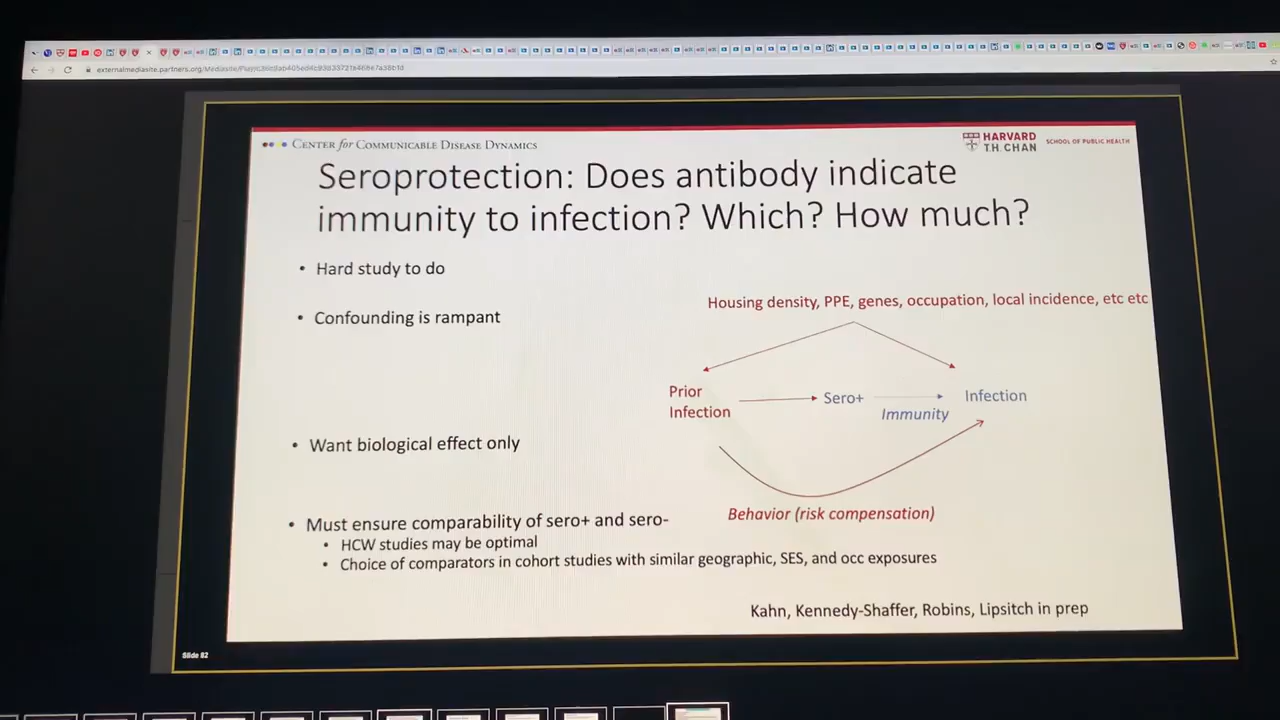 CENTER for COMMUNICABLE DISEASE DYNAMICS
HARVARD
T.H. CHAN
SCHOOL OF PUBLIC HEALTH
Seroprotection: Does antibody indicate
immunity to infection? Which? How much?
• Hard study to do
• Confounding is rampant
Housing density, PPE, genes, occupation, local incidence, etc etc
Prior
Infection
Sero+
Immunity
Infection
• Want biological effect only
Behavior (risk compensation)
• Must ensure comparability of sero+ and sero-
• HCW studies may be optimal
• Choice of comparators in cohort studies with similar geographic, SES, and occ exposures
Kahn, Kennedy-Shaffer, Robins, Lipsitch in prep
Slide 82